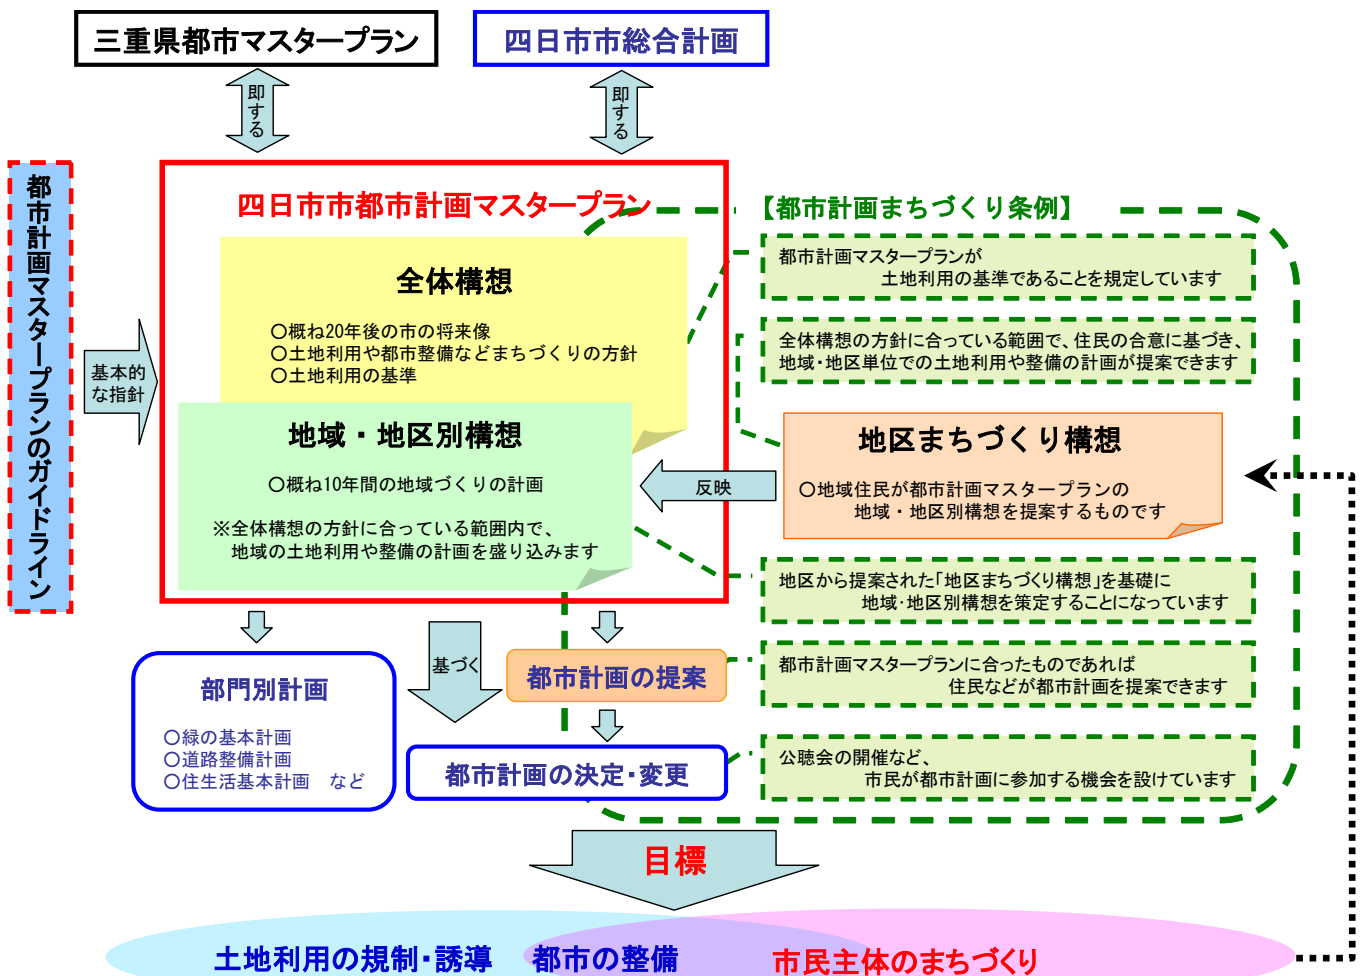 三重県都市マスタープラン
四日市市総合計画
即する
即する
都市計画マスタープランのガイドライン
基本的
な指針
四日市市都市計画マスタープラン
全体構想
○概ね20年後の市の将来像
○土地利用や都市整備などまちづくりの方針
○土地利用の基準
地域・地区別構想
○概ね10年間の地域づくりの計画
※全体構想の方針に合っている範囲内で、
地域の土地利用や整備の計画を盛り込みます
【都市計画まちづくり条例】
都市計画マスタープランが
土地利用の基準であることを規定しています
全体構想の方針に合っている範囲で、住民の合意に基づき、
地域・地区単位での土地利用や整備の計画が提案できます
地区まちづくり構想
○地域住民が都市計画マスタープランの
地域・地区別構想を提案するものです
反映
地区から提案された「地区まちづくり構想」を基礎に
地域・地区別構想を策定することになっています
都市計画マスタープランに合ったものであれば
住民などが都市計画を提案できます
公聴会の開催など、
市民が都市計画に参加する機会を設けています
部門別計画
○緑の基本計画
○道路整備計画
○住生活基本計画　など
基づく
都市計画の提案
都市計画の決定・変更
目標
土地利用の規制・誘導
都市の整備
市民主体のまちづくり